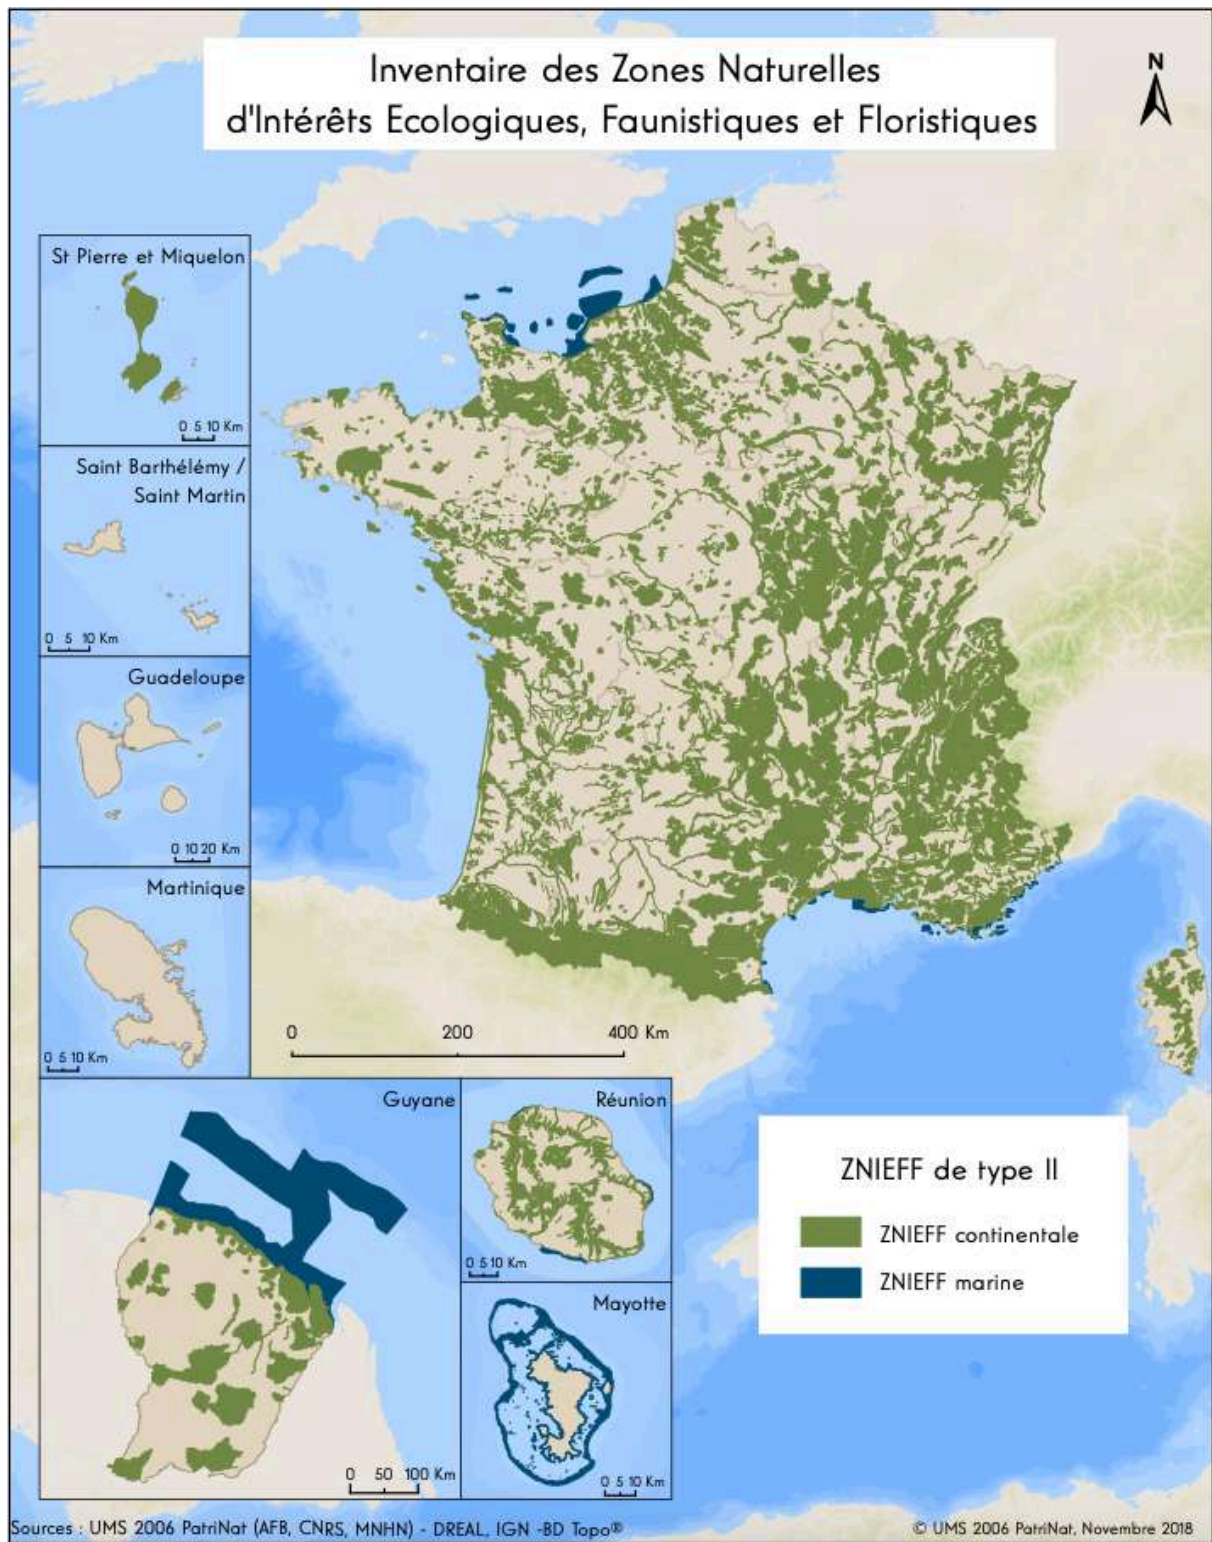 Inventaire des Zones Naturelles
d'Intérêts Ecologiques, Faunistiques et Floristiques
N
St Pierre et Miquelon
0 5 10 Km
Saint Barthélémy /
Saint Martin
0 5 10 Km
Guadeloupe
0 10 20 Km
Martinique
0 5 10 Km
0 200 400 Km
Guyane
0 50 100 Km
Réunion
0 5 10 Km
Mayotte
0 5 10 Km
ZNIEFF de type II
ZNIEFF continentale
ZNIEFF marine
Sources : UMS 2006 PatriNat (AFB, CNRS, MNHN) - DREAL, IGN -BD Topo®
© UMS 2006 PatriNat, Novembre 2018